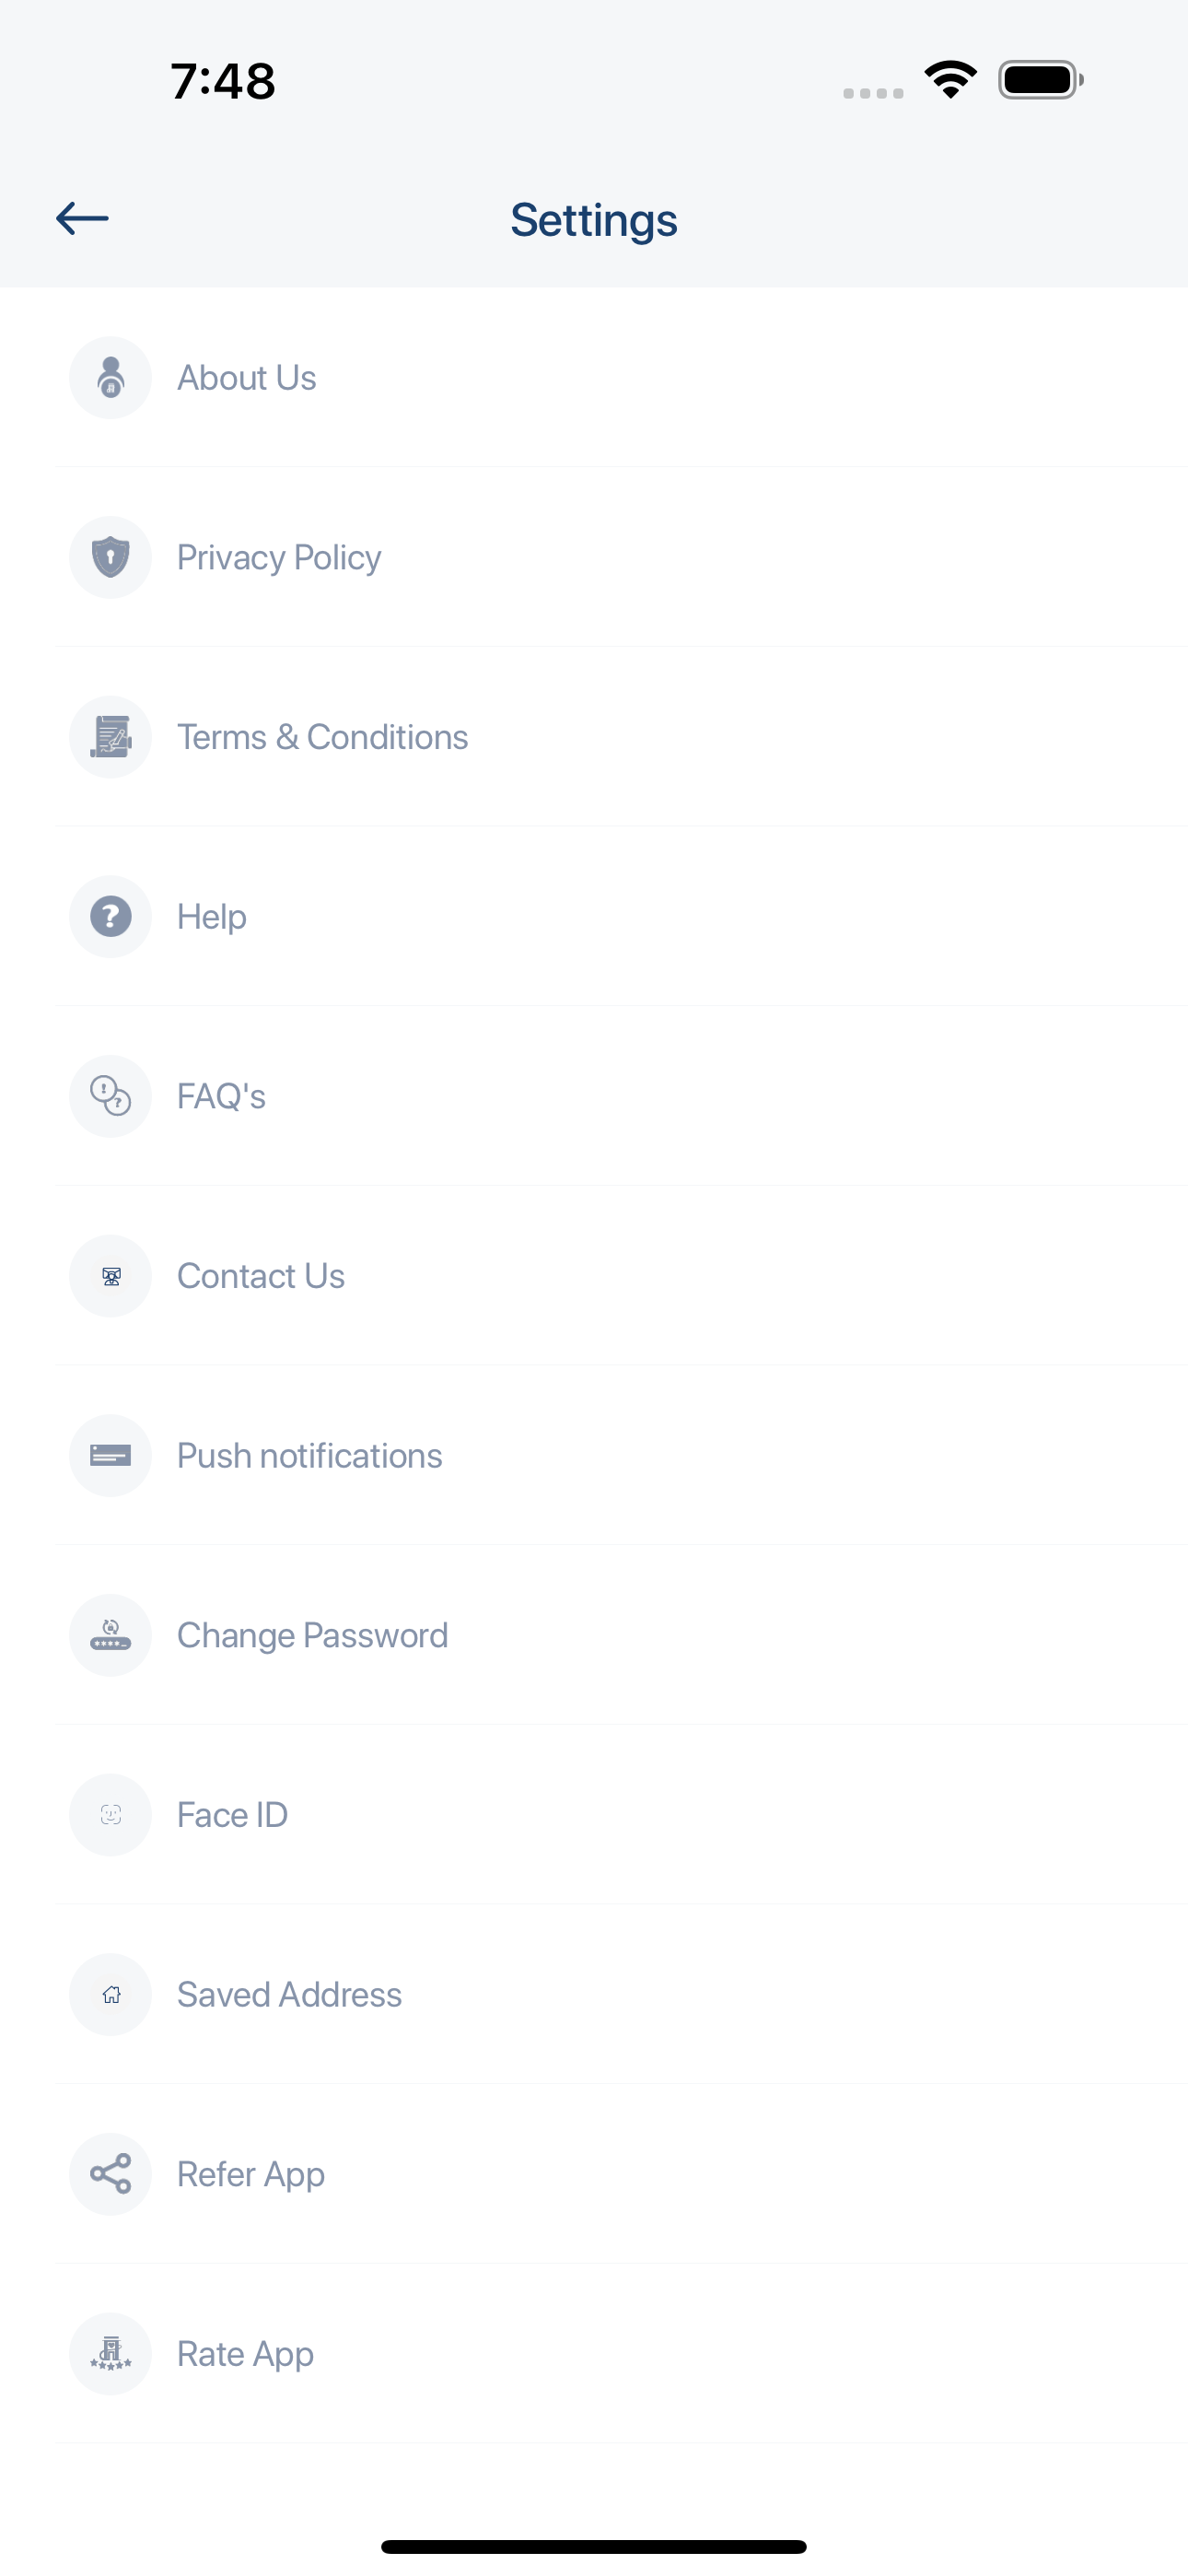 7:48
Settings
About Us
Privacy Policy
Terms & Conditions
Help
FAQ's
Contact Us
Push notifications
Change Password
Face ID
Saved Address
Refer App
Rate App